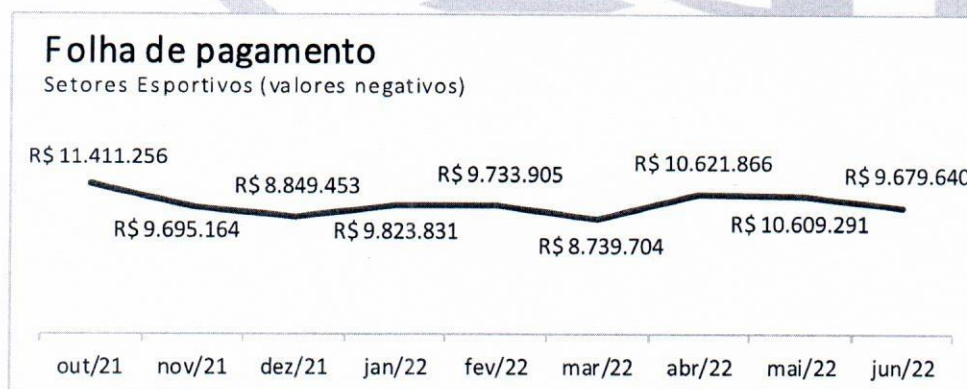 Folha de pagamento
Setores Esportivos (valores negativos)
R$ 11.411.256
R$ 9.695.164
R$ 8.849.453
R$ 9.823.831
R$ 9.733.905
R$ 8.739.704
R$ 10.621.866
R$ 10.609.291
R$ 9.679.640
out/21 nov/21 dez/21 jan/22 fev/22 mar/22 abr/22 mai/22 jun/22